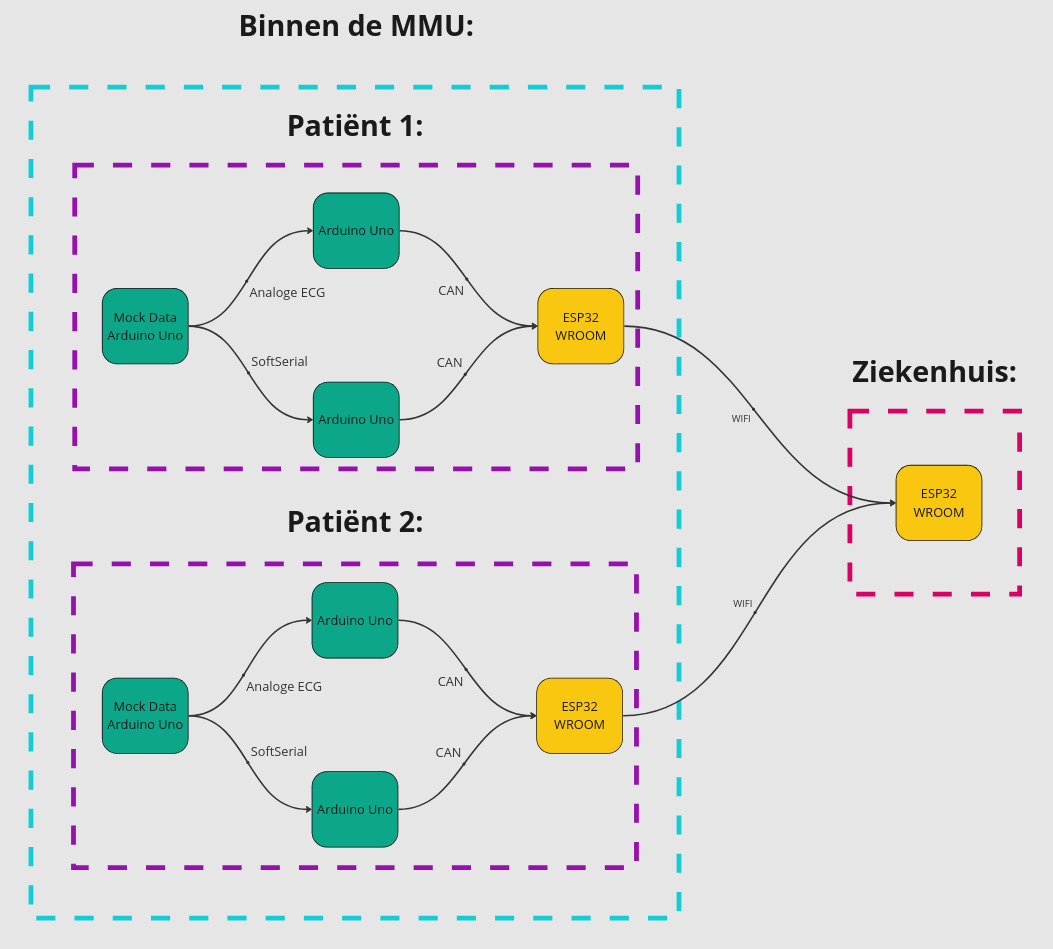 Binnen de MMU:
Patiënt 1:
Arduino Uno
Analoge ECG
CAN
Mock Data
Arduino Uno
ESP32
WROOM
SoftSerial
CAN
Arduino Uno
WIFI
Ziekenhuis:
ESP32
WROOM
Patiënt 2:
WIFI
Arduino Uno
Analoge ECG
CAN
Mock Data
Arduino Uno
ESP32
WROOM
SoftSerial
CAN
Arduino Uno